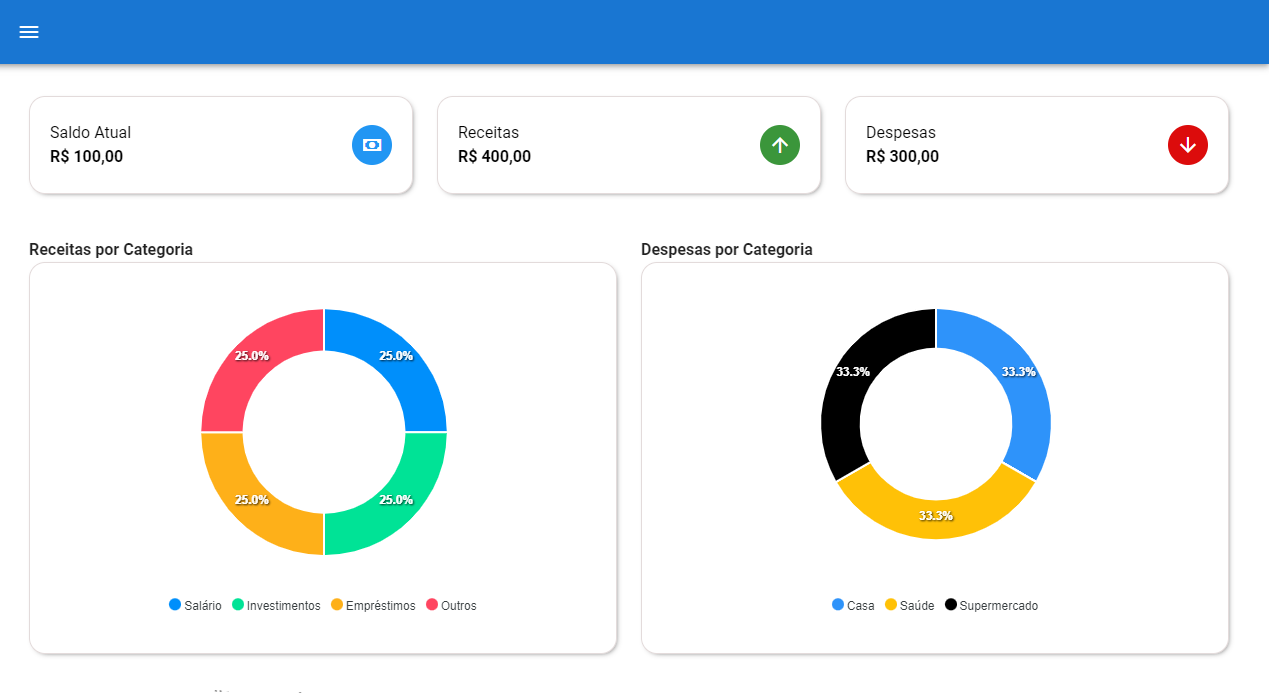 Saldo Atual
R$ 100,00
Receitas
R$ 400,00
Despesas
R$ 300,00
Receitas por Categoria
25.0%
25.0%
25.0%
25.0%
Salário Investimentos Empréstimos Outros
Despesas por Categoria
33.3%
33.3%
33.3%
Casa Saúde Supermercado